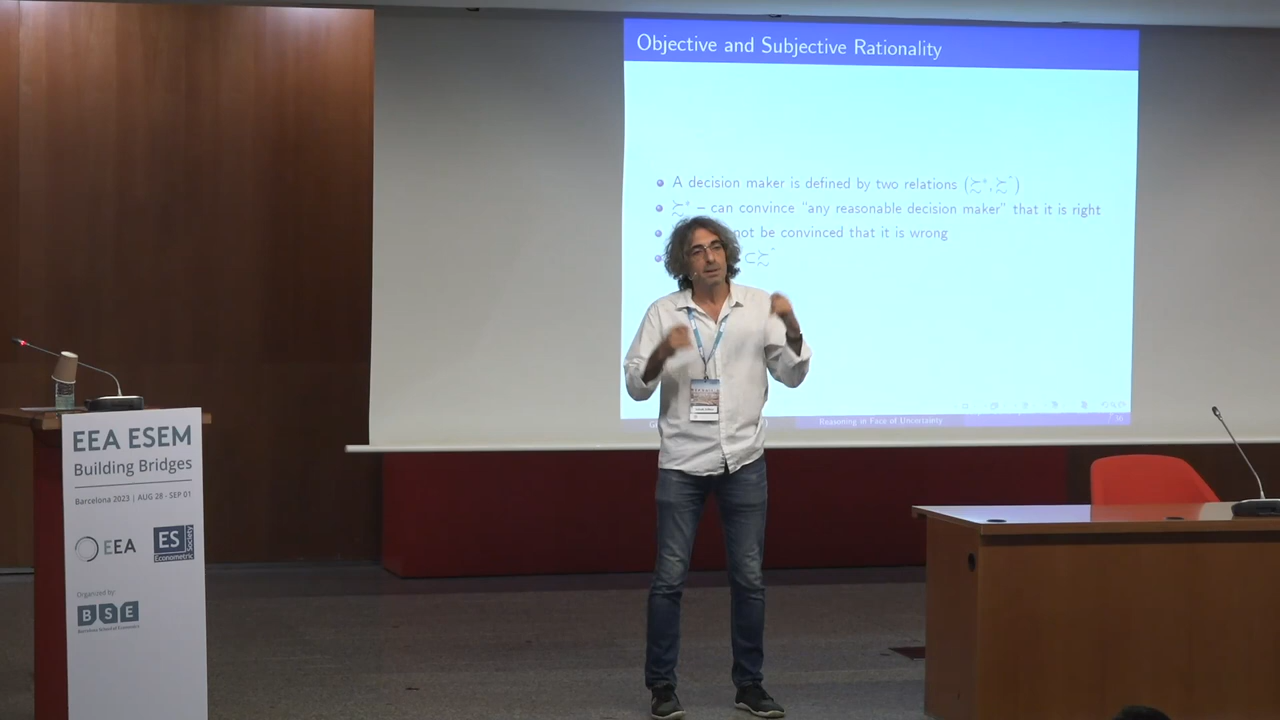 Objective and Subjective Rationality
A decision maker is defined by two relations (≿*, ≿^)
≿* – can convince "any reasonable decision maker" that it is right
not be convinced that it is wrong
⊂≿^
Reasoning in Face of Uncertainty
EEA ESEM
Building Bridges
Barcelona 2023 | AUG 28 - SEP 01
EEA
ES
Econometric
Society
Organized by:
BSE
Barcelona School of Economics